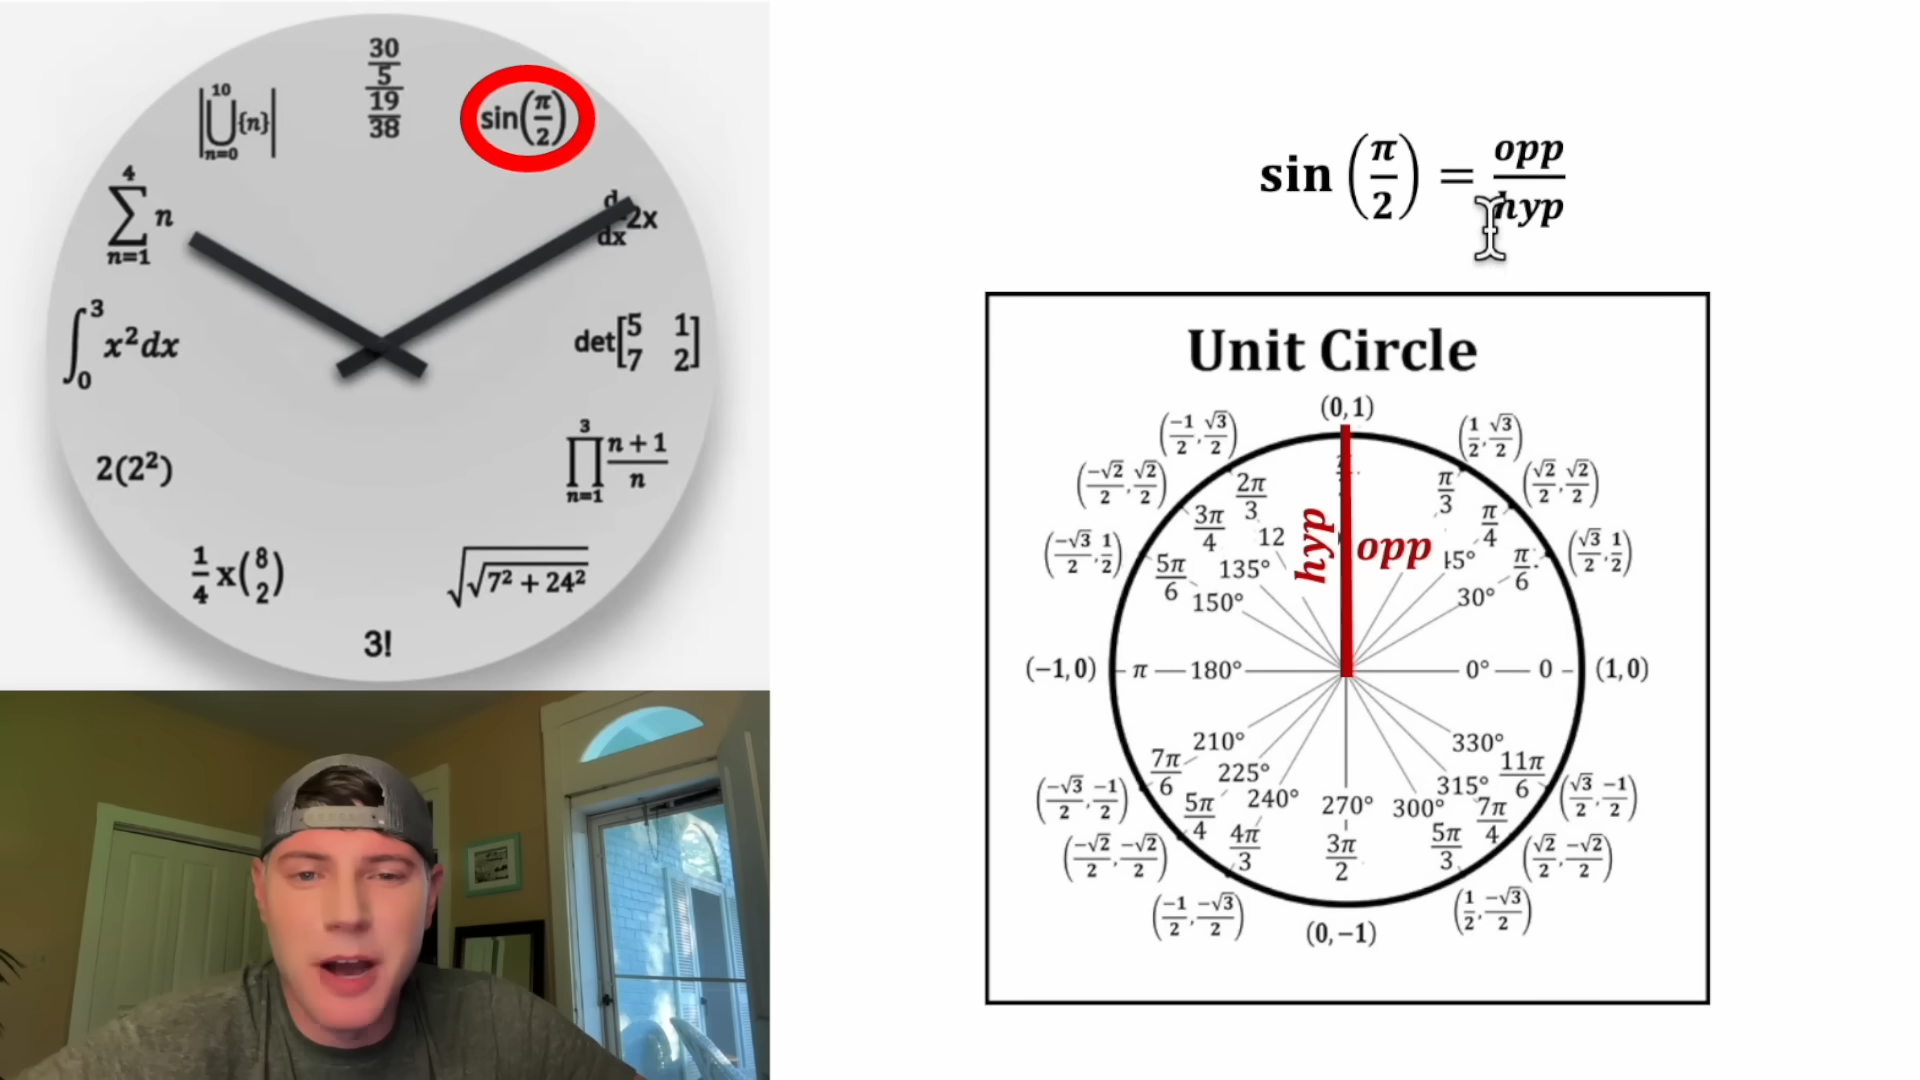 30/5 / 19/38
sin(π/2)
d/dx 2x
det[5 1; 7 2]
3 ∏ n=1 (n+1)/n
√√7² + 24²
3!
1/4 x(8 2)
2(2²)
∫₀³ x² dx
4 ∑ n=1 n
|10 ⋃ n=0 {n}|
sin (π/2) = opp/hyp
Unit Circle
(0, 1)
(-1/2, √3/2) (1/2, √3/2)
(-√2/2, √2/2) (√2/2, √2/2)
2π/3 π/3
3π/4 π/4
(-√3/2, 1/2) (√3/2, 1/2)
12 hyp opp
5π/6 135° 45° π/6
150° 30°
(−1, 0) π 180° 0° 0 (1, 0)
210° 330°
7π/6 225° 315° 11π/6
(-√3/2, -1/2) 240° 270° 300° (√3/2, -1/2)
5π/4 7π/4
4π/3 3π/2 5π/3
(-√2/2, -√2/2) (√2/2, -√2/2)
(-1/2, -√3/2) (1/2, -√3/2)
(0, −1)